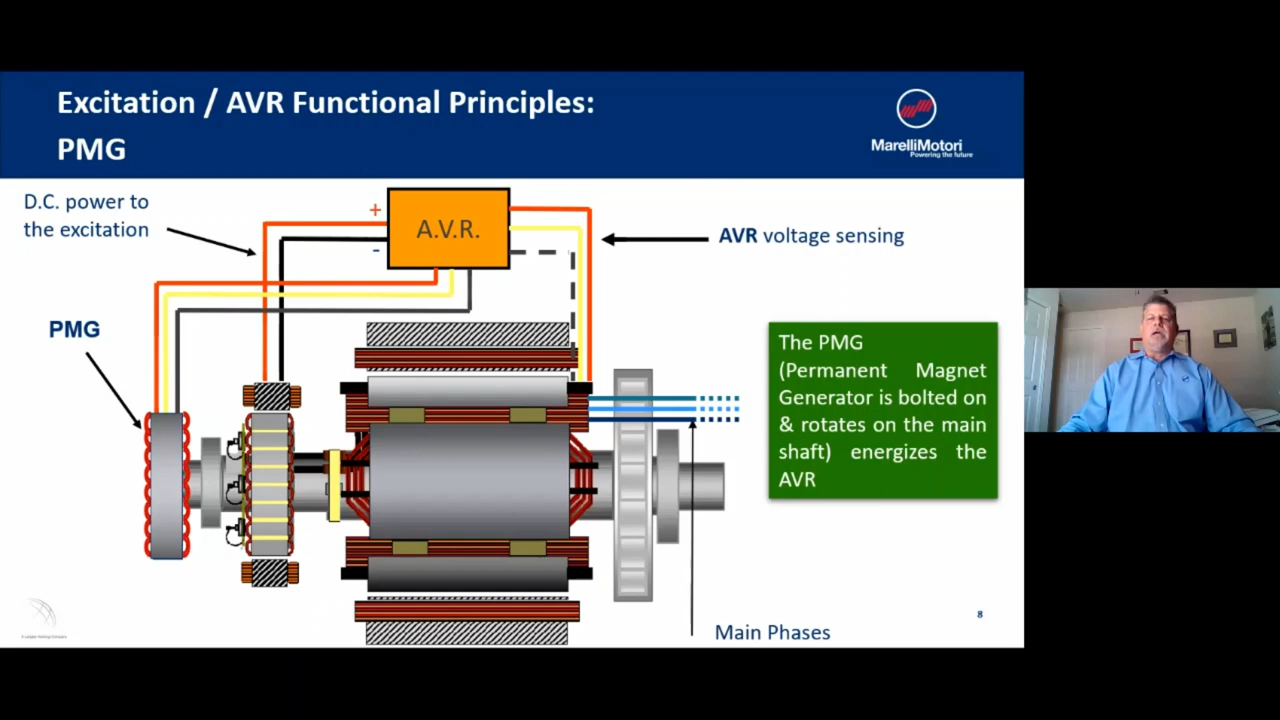 Excitation / AVR Functional Principles:
PMG
MarelliMotori
Powering the future
D.C. power to
the excitation
+
-
A.V.R.
AVR voltage sensing
PMG
The PMG
(Permanent Magnet
Generator is bolted on
& rotates on the main
shaft) energizes the
AVR
8
Main Phases